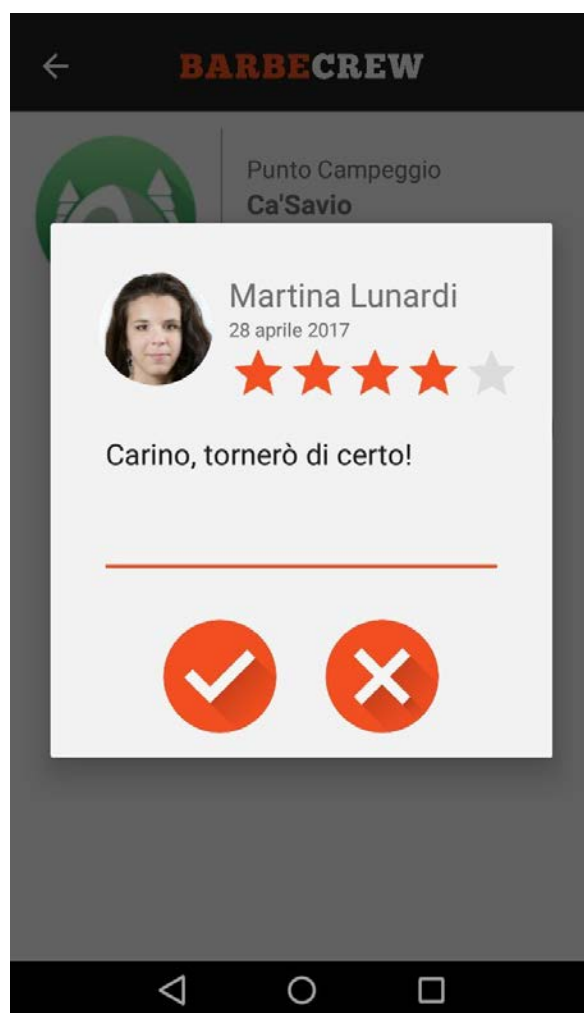 BARBECREW
Punto Campeggio
Ca'Savio
Martina Lunardi
28 aprile 2017
Carino, tornerò di certo!